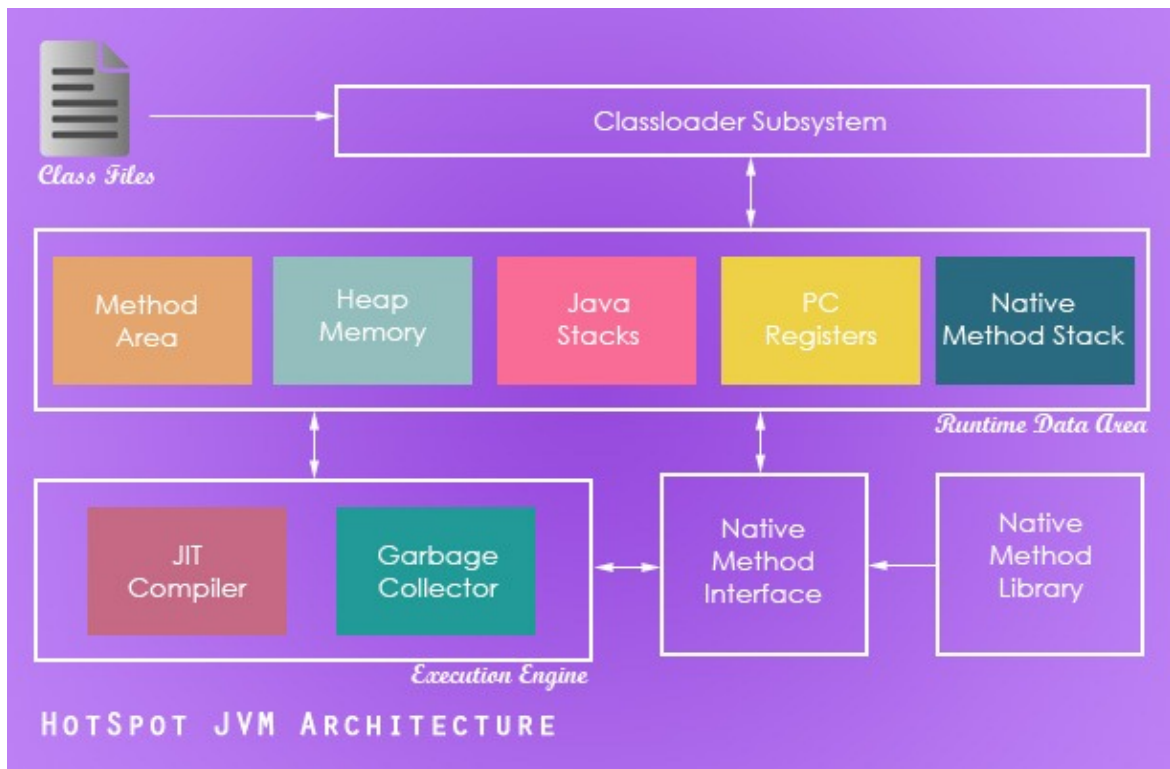 Classloader Subsystem
Class Files
Method
Area
Heap
Memory
Java
Stacks
PC
Registers
Native
Method Stack
Runtime Data Area
JIT
Compiler
Garbage
Collector
Execution Engine
Native
Method
Interface
Native
Method
Library
HOTSPOT JVM ARCHITECTURE